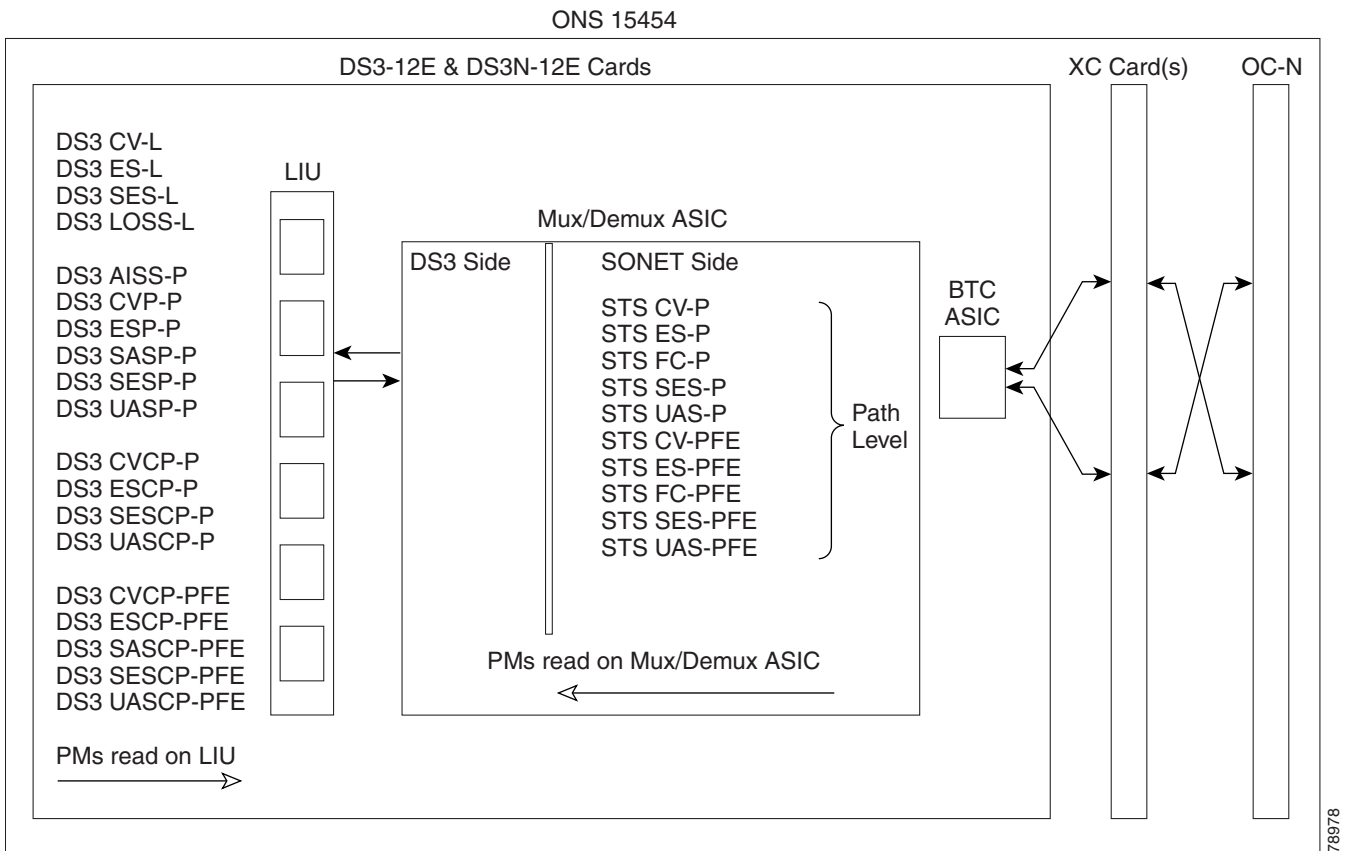 ONS 15454
DS3-12E & DS3N-12E Cards
XC Card(s)
OC-N
DS3 CV-L
DS3 ES-L
DS3 SES-L
DS3 LOSS-L
DS3 AISS-P
DS3 CVP-P
DS3 ESP-P
DS3 SASP-P
DS3 SESP-P
DS3 UASP-P
DS3 CVCP-P
DS3 ESCP-P
DS3 SESCP-P
DS3 UASCP-P
DS3 CVCP-PFE
DS3 ESCP-PFE
DS3 SASCP-PFE
DS3 SESCP-PFE
DS3 UASCP-PFE
PMs read on LIU
LIU
Mux/Demux ASIC
DS3 Side
SONET Side
STS CV-P
STS ES-P
STS FC-P
STS SES-P
STS UAS-P
STS CV-PFE
STS ES-PFE
STS FC-PFE
STS SES-PFE
STS UAS-PFE
Path
Level
PMs read on Mux/Demux ASIC
BTC
ASIC
78978